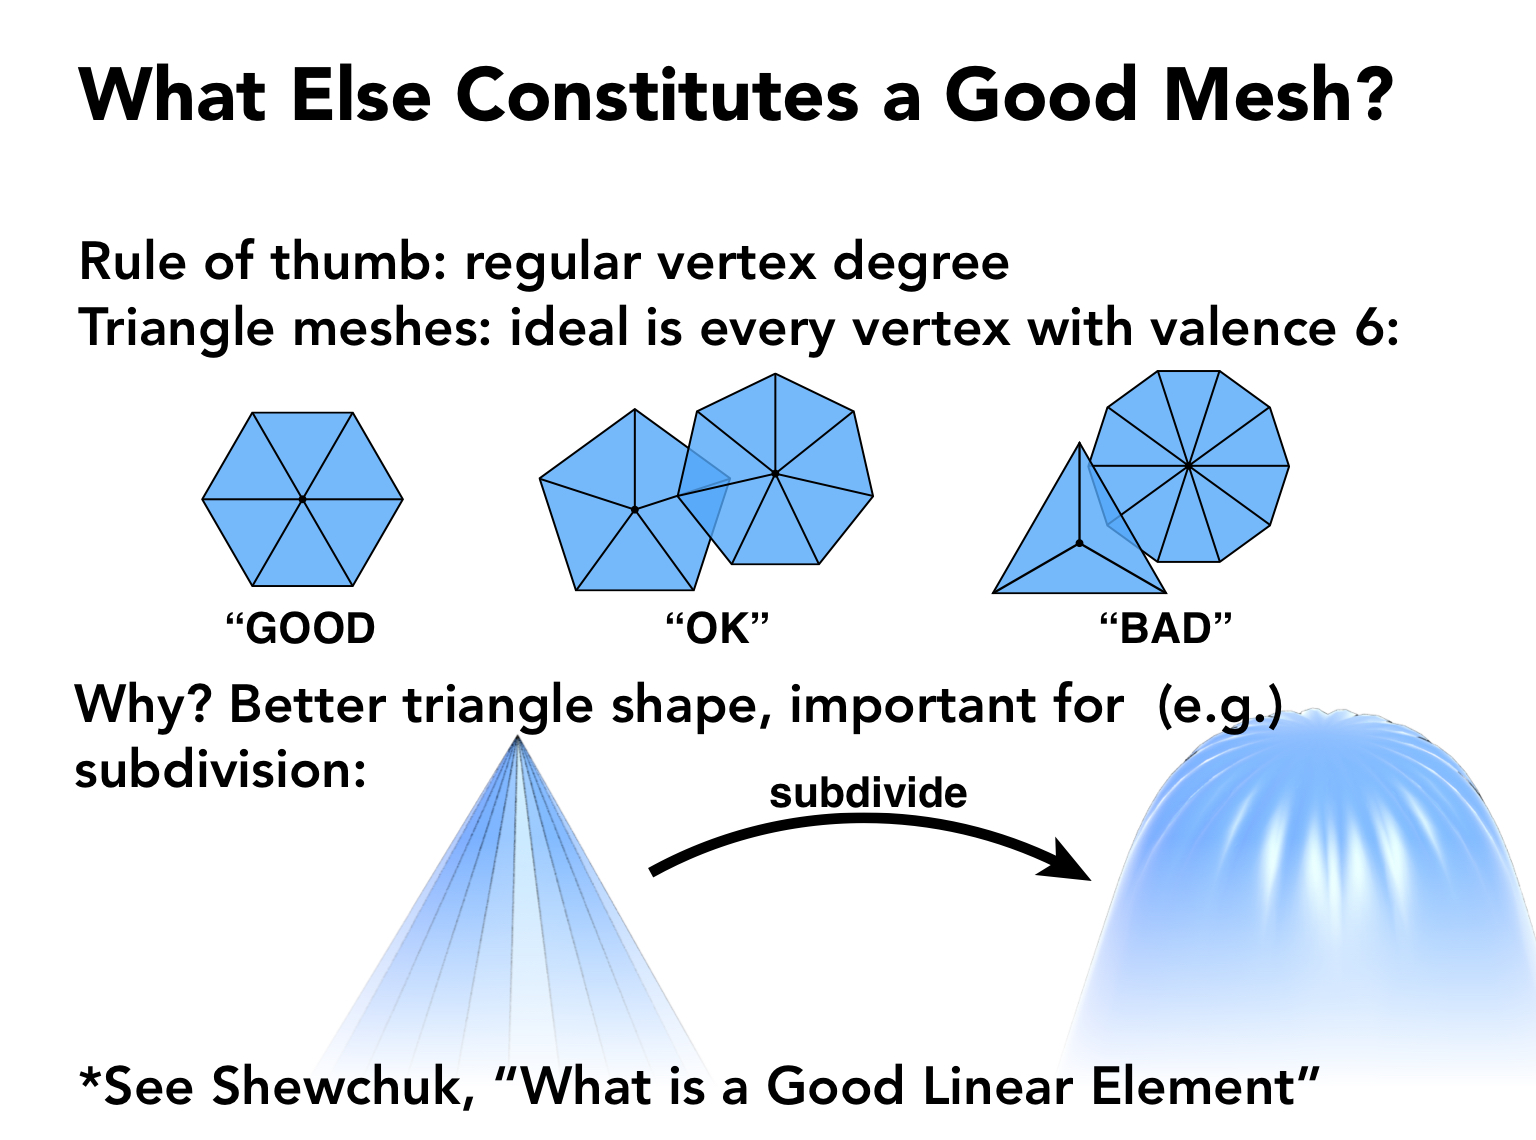 What Else Constitutes a Good Mesh?
Rule of thumb: regular vertex degree
Triangle meshes: ideal is every vertex with valence 6:
“GOOD
“OK”
“BAD”
Why? Better triangle shape, important for  (e.g.)
subdivision:
subdivide
*See Shewchuk, “What is a Good Linear Element”